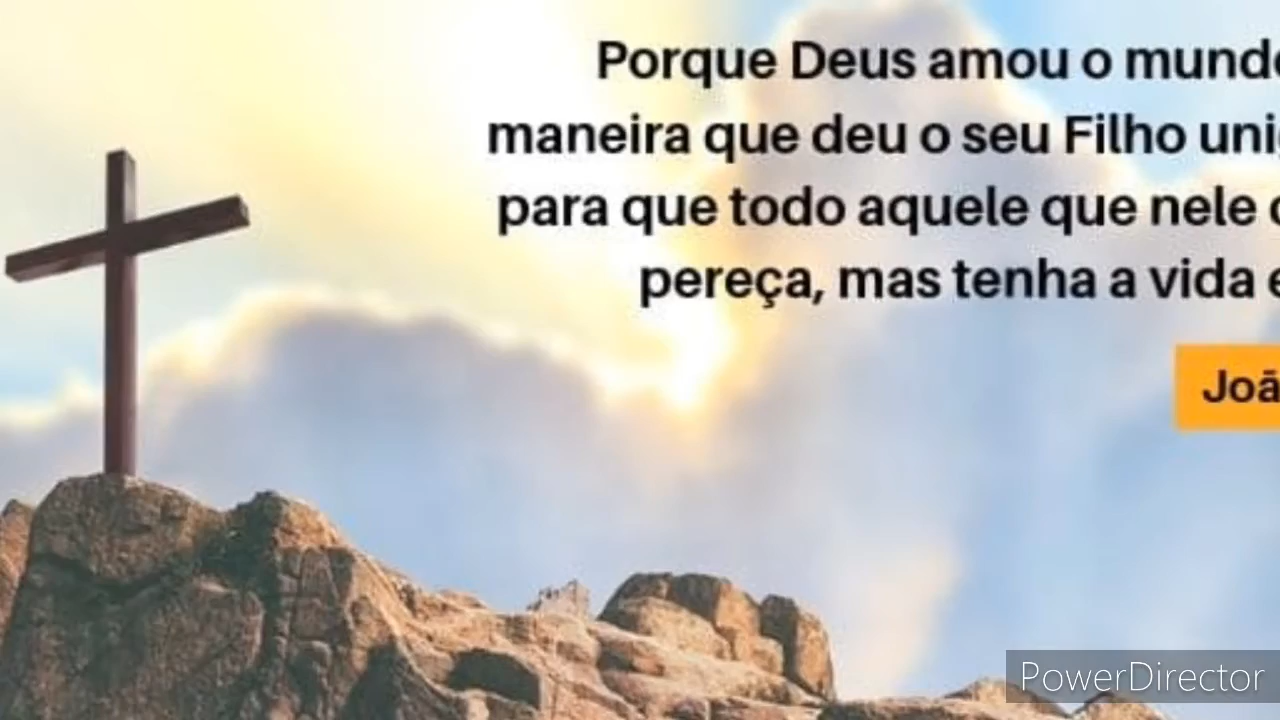 Porque Deus amou o mund
maneira que deu o seu Filho uni
para que todo aquele que nele
pereça, mas tenha a vida
Joã
PowerDirector